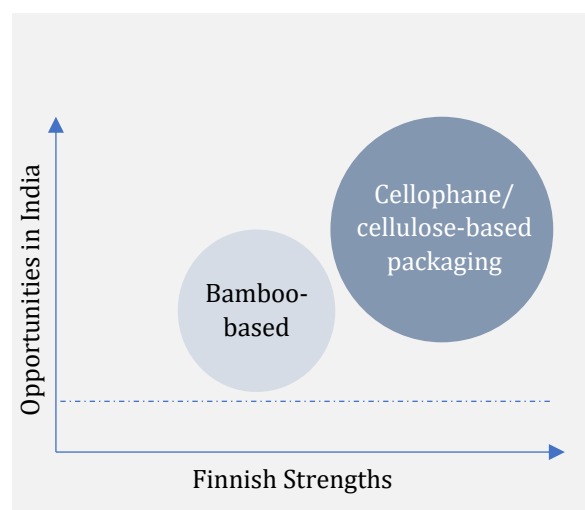 Opportunities in India
Cellophane/
cellulose-based
packaging
Bamboo-
based
Finnish Strengths